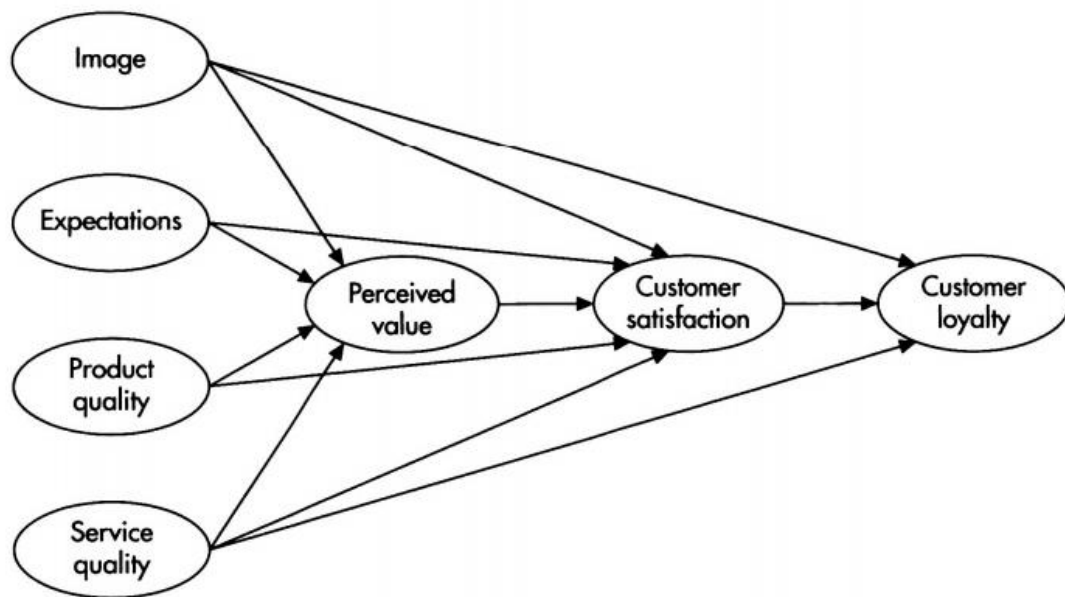 Image
Expectations
Perceived
value
Customer
satisfaction
Customer
loyalty
Product
quality
Service
quality